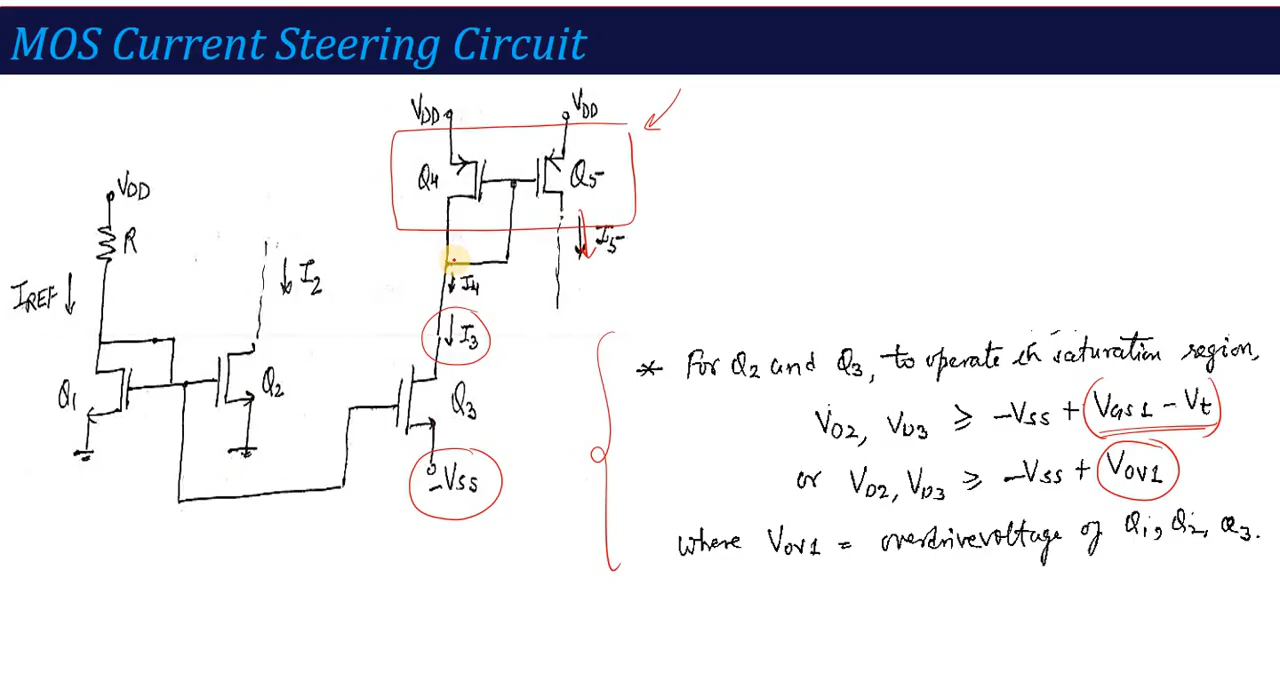 MOS Current Steering Circuit
VDD
VDD
Q4
Q5
VDD
R
I5
I2
I4
IREF
I3
Q1
Q2
Q3
-VSS
* For Q2 and Q3, to operate in saturation region,
VD2, VD3 ≥ -VSS + (VGS1 - Vt)
or VD2, VD3 ≥ -VSS + VOV1
where VOV1 = overdrive voltage of Q1, Q2, Q3.